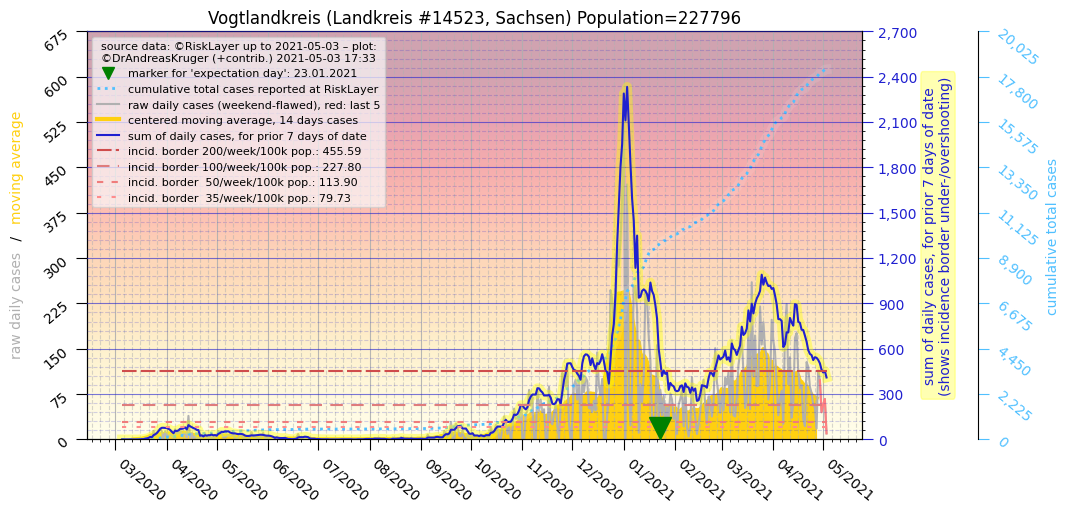 Vogtlandkreis (Landkreis #14523, Sachsen) Population=227796
source data: ©RiskLayer up to 2021-05-03 – plot:
©DrAndreasKruger (+contrib.) 2021-05-03 17:33
marker for 'expectation day': 23.01.2021
cumulative total cases reported at RiskLayer
raw daily cases (weekend-flawed), red: last 5
centered moving average, 14 days cases
sum of daily cases, for prior 7 days of date
incid. border 200/week/100k pop.: 455.59
incid. border 100/week/100k pop.: 227.80
incid. border  50/week/100k pop.: 113.90
incid. border  35/week/100k pop.: 79.73
raw daily cases / moving average
675
600
525
450
375
300
225
150
75
0
03/2020
04/2020
05/2020
06/2020
07/2020
08/2020
09/2020
10/2020
11/2020
12/2020
01/2021
02/2021
03/2021
04/2021
05/2021
2,700
2,400
2,100
1,800
1,500
1,200
900
600
300
0
sum of daily cases, for prior 7 days of date
(shows incidence border under-/overshooting)
20,025
17,800
15,575
13,350
11,125
8,900
6,675
4,450
2,225
0
cumulative total cases